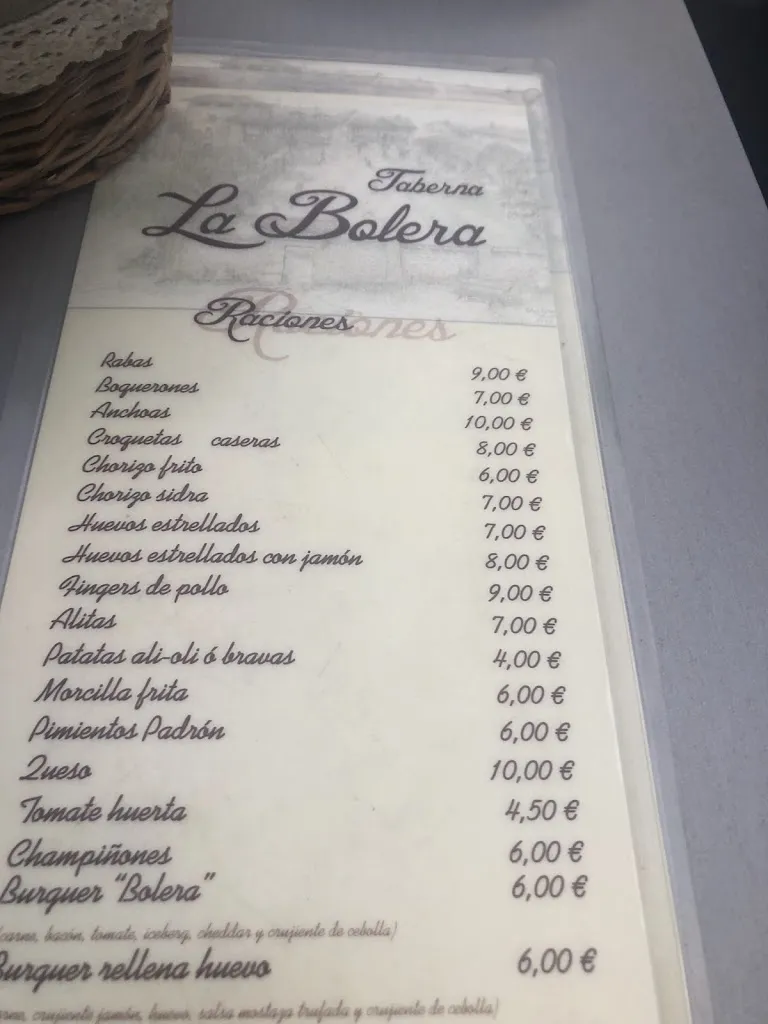 Taberna
La Bolera
Raciones
Rabas 9,00 €
Boquerones 7,00 €
Anchoas 10,00 €
Croquetas caseras 8,00 €
Chorizo frito 6,00 €
Chorizo sidra 7,00 €
Huevos estrellados 7,00 €
Huevos estrellados con jamón 8,00 €
Fingers de pollo 9,00 €
Alitas 7,00 €
Patatas ali-oli ó bravas 4,00 €
Morcilla frita 6,00 €
Pimientos Padrón 6,00 €
Queso 10,00 €
Tomate huerta 4,50 €
Champiñones 6,00 €
Burguer "Bolera" 6,00 €
(carne, bacón, tomate, iceberg, cheddar y crujiente de cebolla)
Burguer rellena huevo 6,00 €
crujiente jamón, huevo, salsa mostaza trufada y crujiente de cebolla)